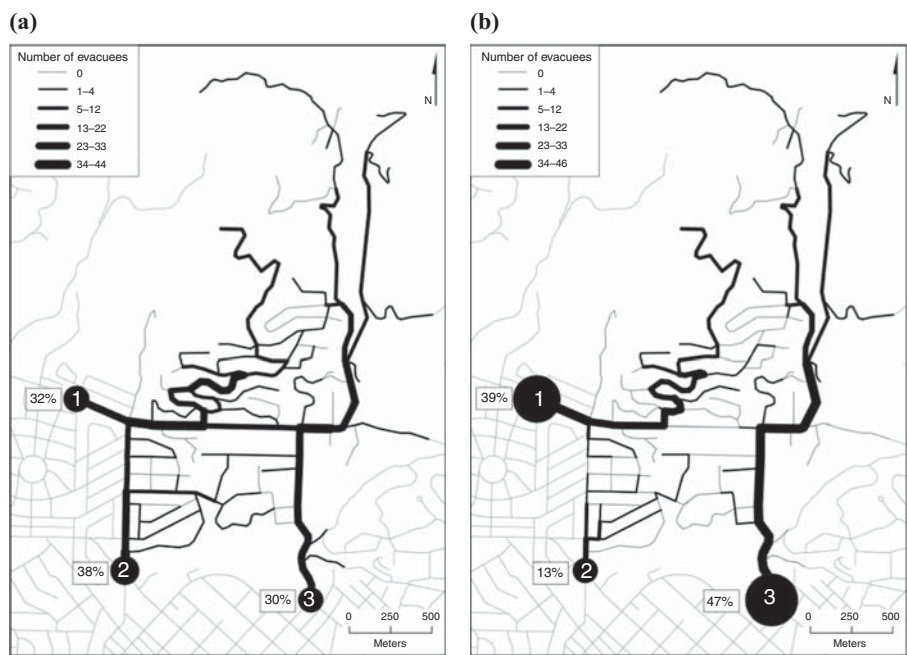 (a)
Number of evacuees
0
1–4
5–12
13–22
23–33
34–44
N
32%
1
38%
2
30%
3
0 250 500
Meters
(b)
Number of evacuees
0
1–4
5–12
13–22
23–33
34–46
N
39%
1
13%
2
47%
3
0 250 500
Meters